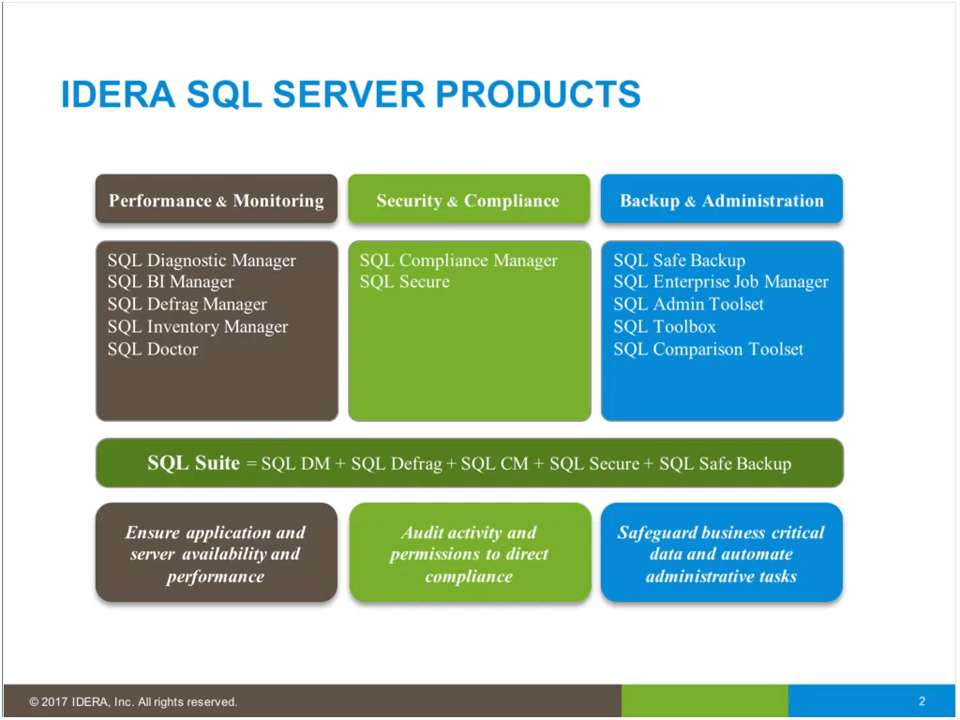 IDERA SQL SERVER PRODUCTS
Performance & Monitoring
Security & Compliance
Backup & Administration
SQL Diagnostic Manager
SQL BI Manager
SQL Defrag Manager
SQL Inventory Manager
SQL Doctor
SQL Compliance Manager
SQL Secure
SQL Safe Backup
SQL Enterprise Job Manager
SQL Admin Toolset
SQL Toolbox
SQL Comparison Toolset
SQL Suite = SQL DM + SQL Defrag + SQL CM + SQL Secure + SQL Safe Backup
Ensure application and
server availability and
performance
Audit activity and
permissions to direct
compliance
Safeguard business critical
data and automate
administrative tasks
© 2017 IDERA, Inc. All rights reserved.
2